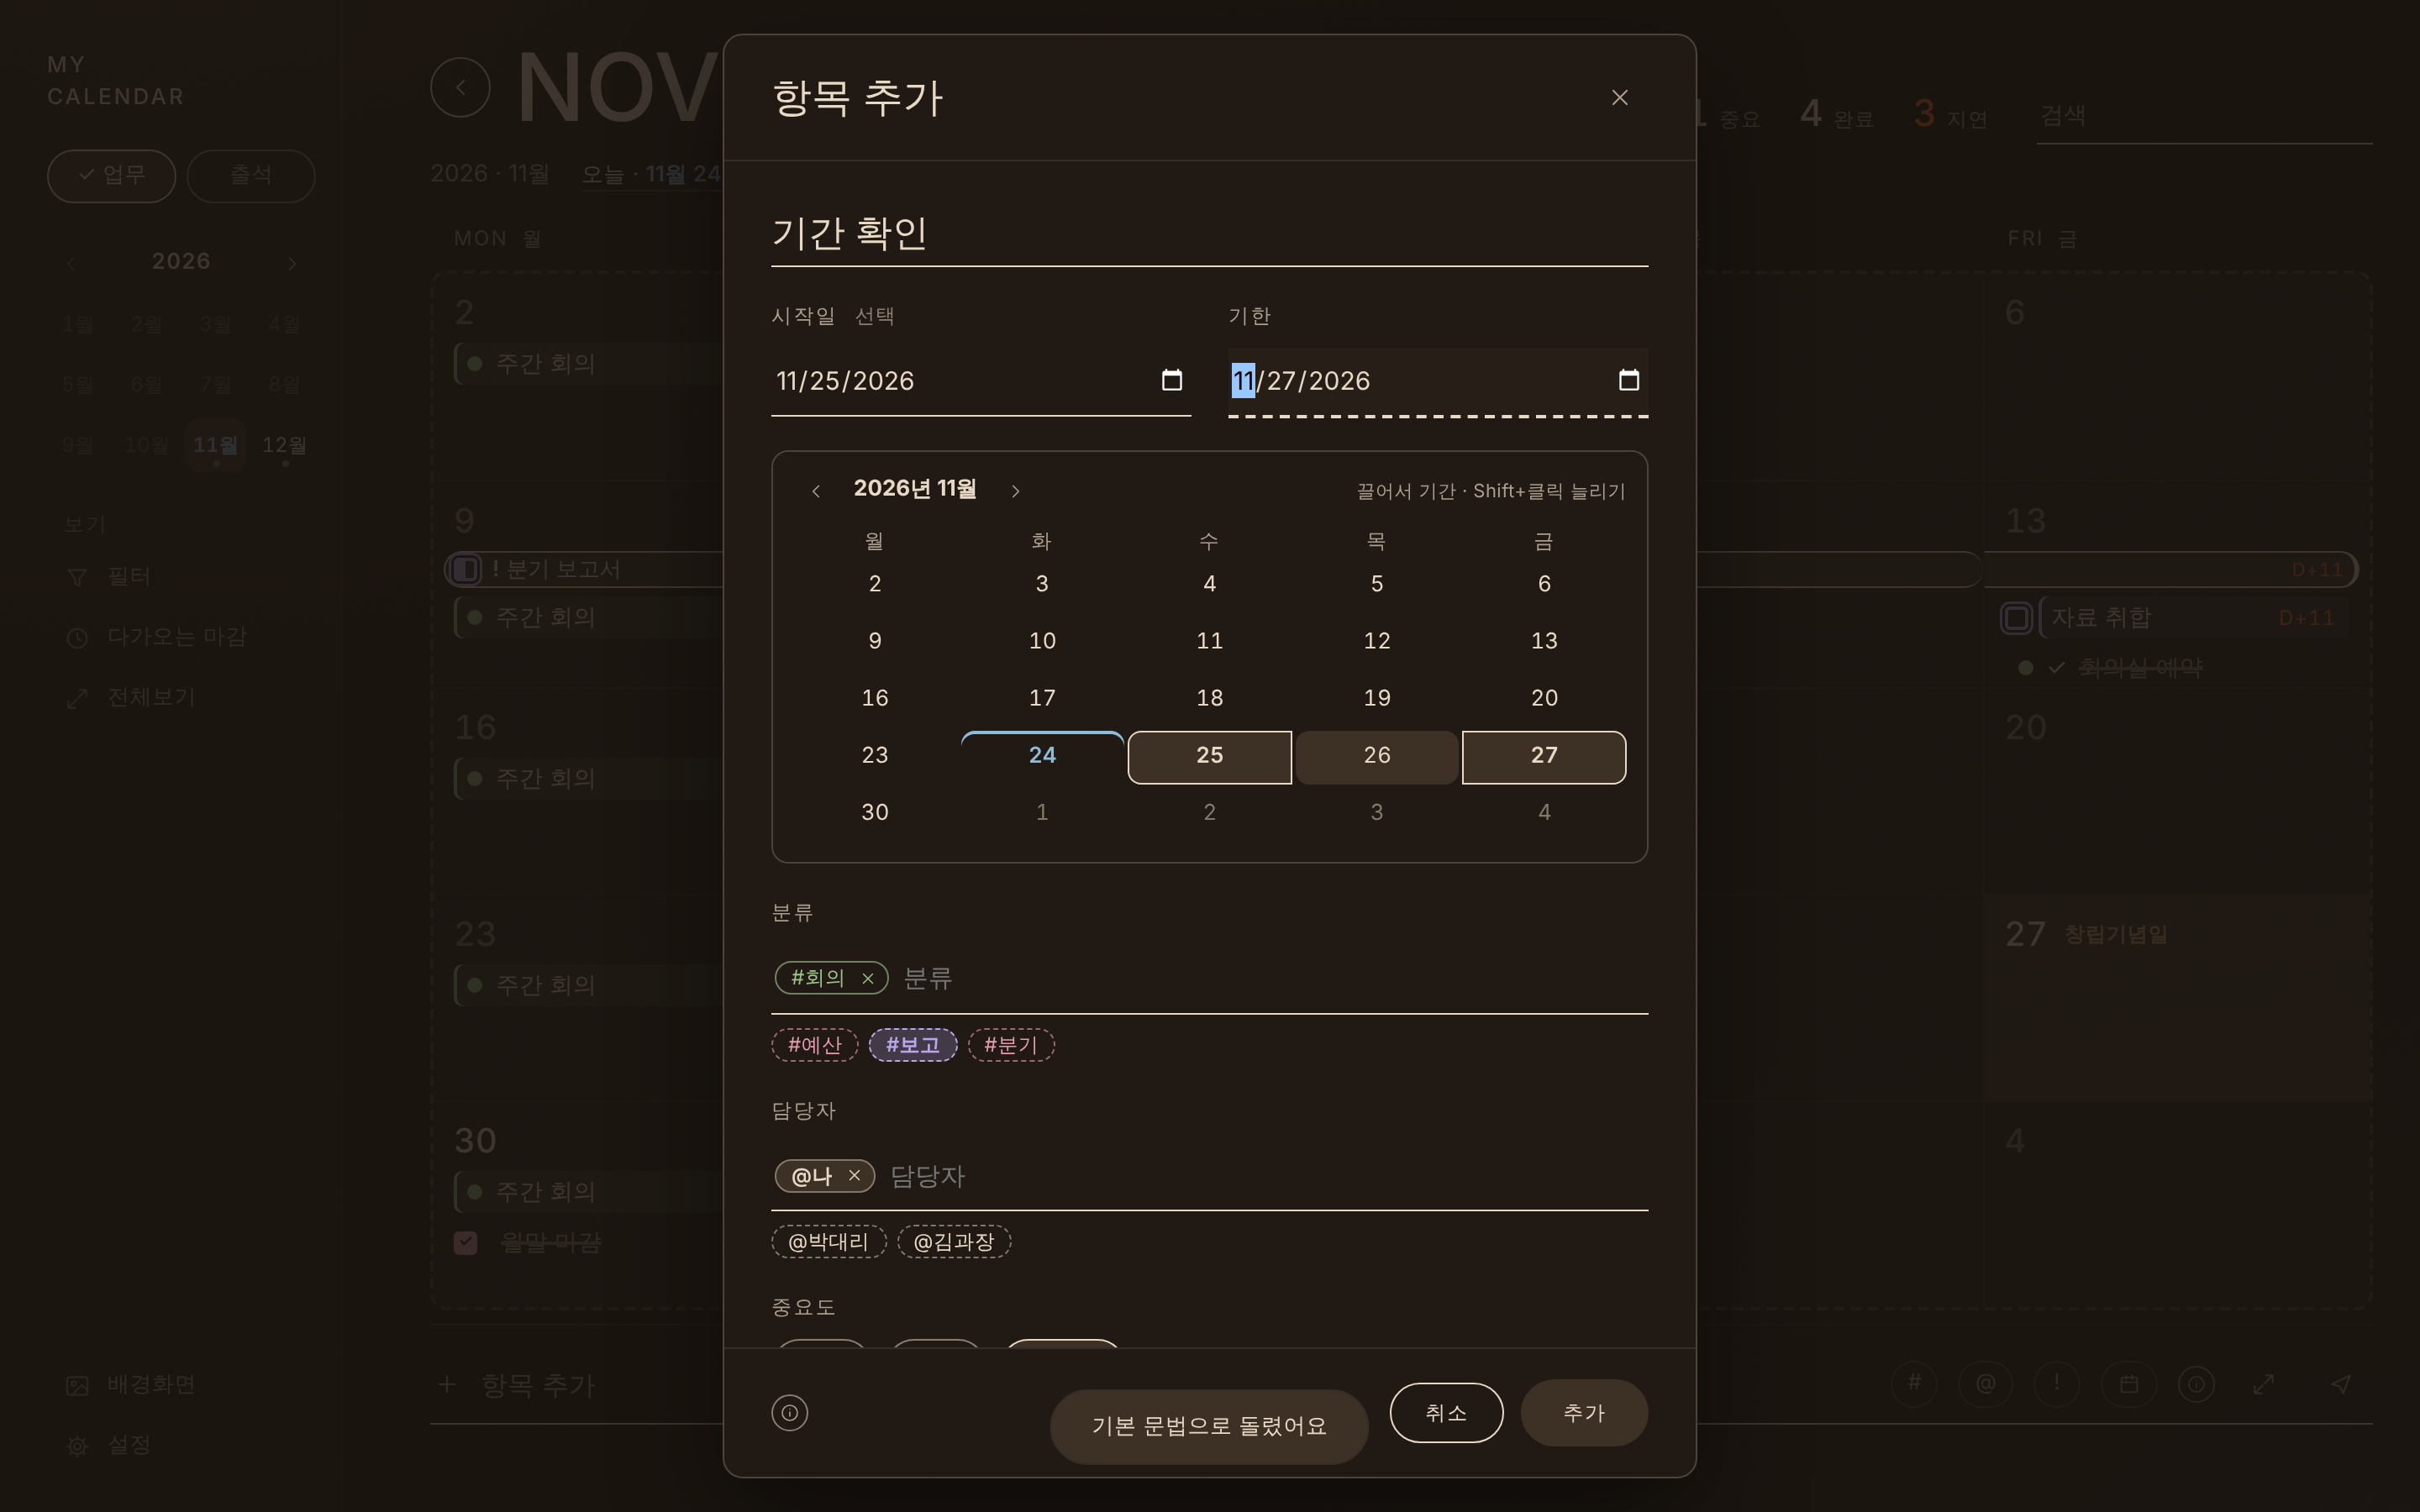 MY
CALENDAR
업무 출석
2026
1월 2월 3월 4월
5월 6월 7월 8월
9월 10월 11월 12월
보기
필터
다가오는 마감
전체보기
배경화면
설정
NOV
2026 · 11월 오늘 · 11월 24
중요 4 완료 3 지연 검색
MON 월
FRI 금
2
주간 회의
6
9
! 분기 보고서
주간 회의
13
D+11
자료 취합 D+11
회의실 예약
16
주간 회의
20
23
주간 회의
27 창립기념일
30
주간 회의
월말 마감
4
항목 추가
# @ !
항목 추가
기간 확인
시작일 선택 기한
11/25/2026 11/27/2026
2026년 11월 끌어서 기간 · Shift+클릭 늘리기
월 화 수 목 금
2 3 4 5 6
9 10 11 12 13
16 17 18 19 20
23 24 25 26 27
30 1 2 3 4
분류
#회의 분류
#예산 #보고 #분기
담당자
@나 담당자
@박대리 @김과장
중요도
기본 문법으로 돌렸어요 취소 추가